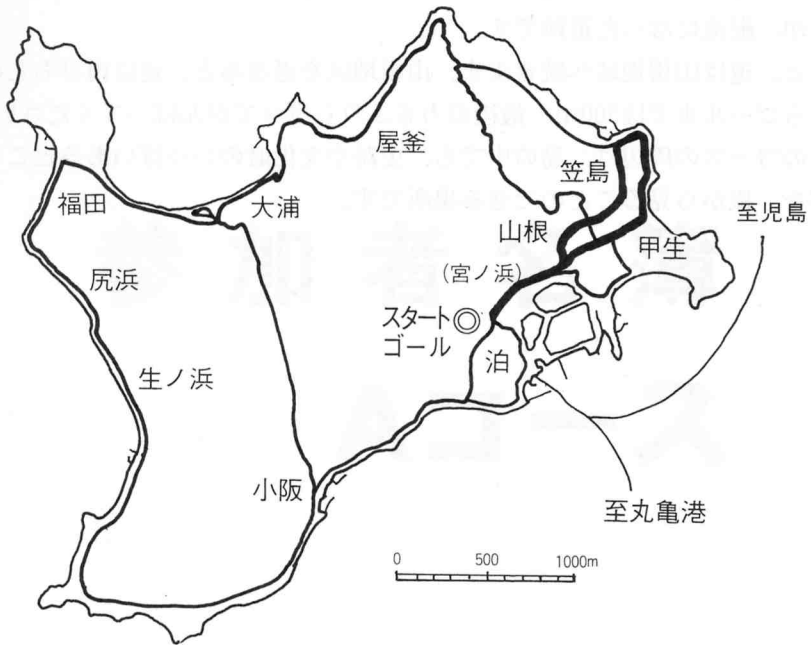 屋釜
笠島
福田
大浦
山根
甲生
至児島
尻浜
(宮ノ浜)
スタート
ゴール
泊
生ノ浜
小阪
至丸亀港
0 500 1000m